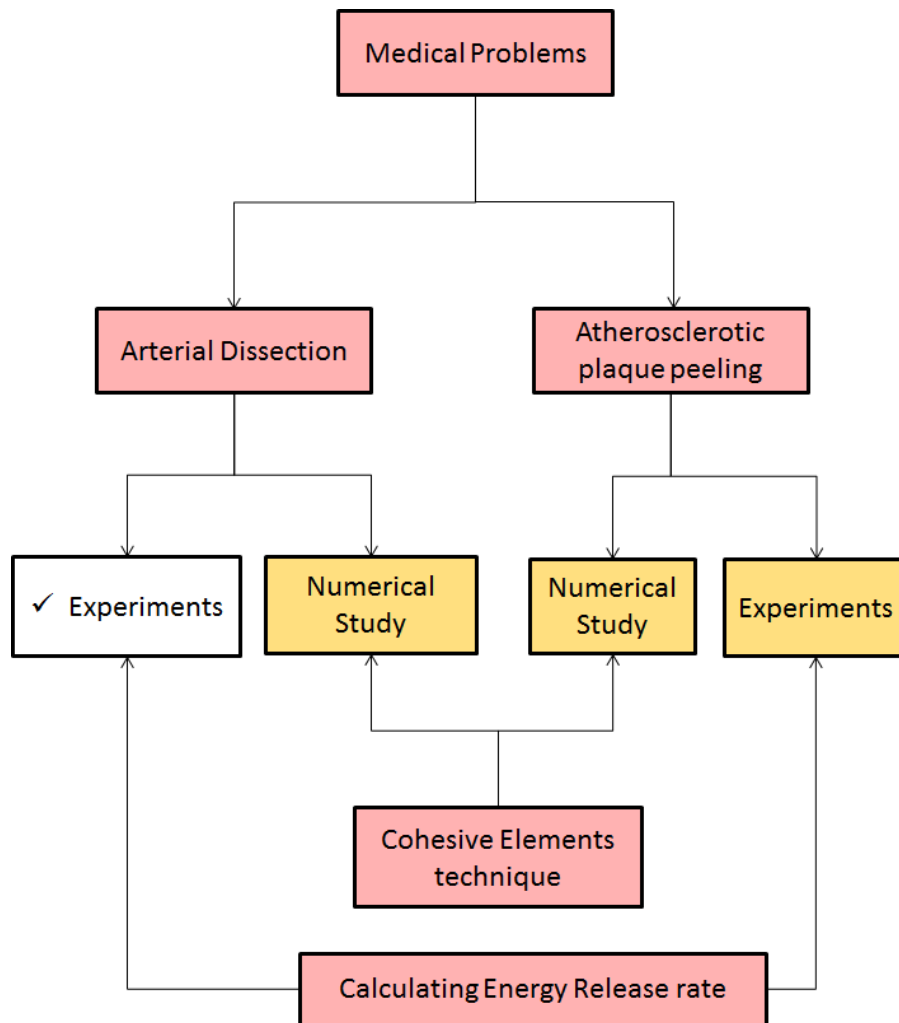 Medical Problems
Arterial Dissection
Atherosclerotic
plaque peeling
✓ Experiments
Numerical
Study
Numerical
Study
Experiments
Cohesive Elements
technique
Calculating Energy Release rate